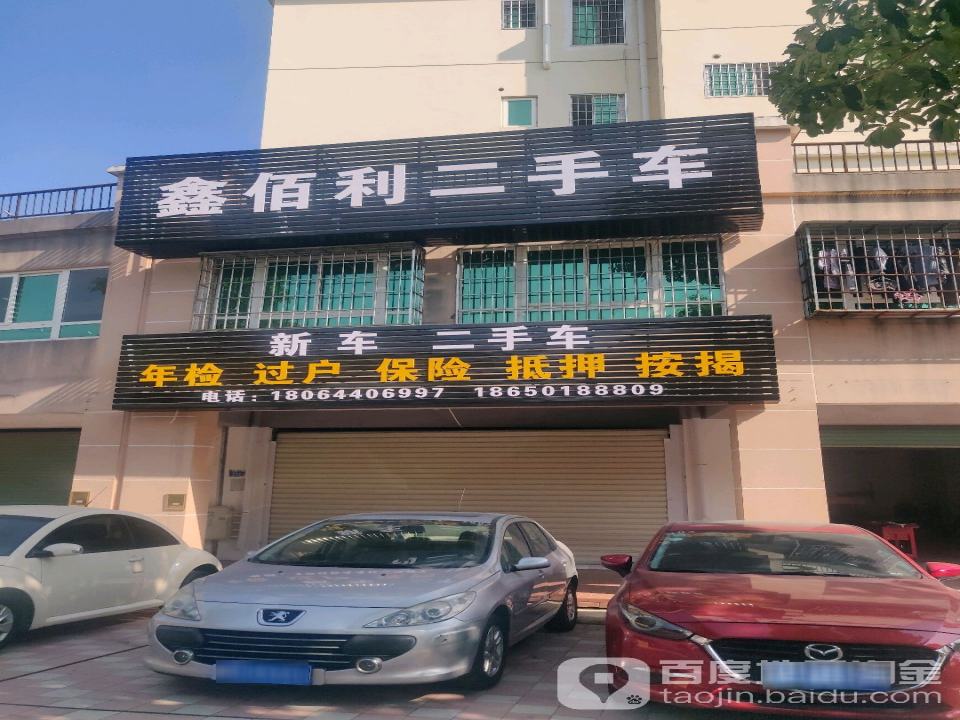 鑫佰利二手车
新车 二手车
年检 过户 保险 抵押 按揭
电话：18064406997 18650188809
百度地图淘金
taojin.baidu.com